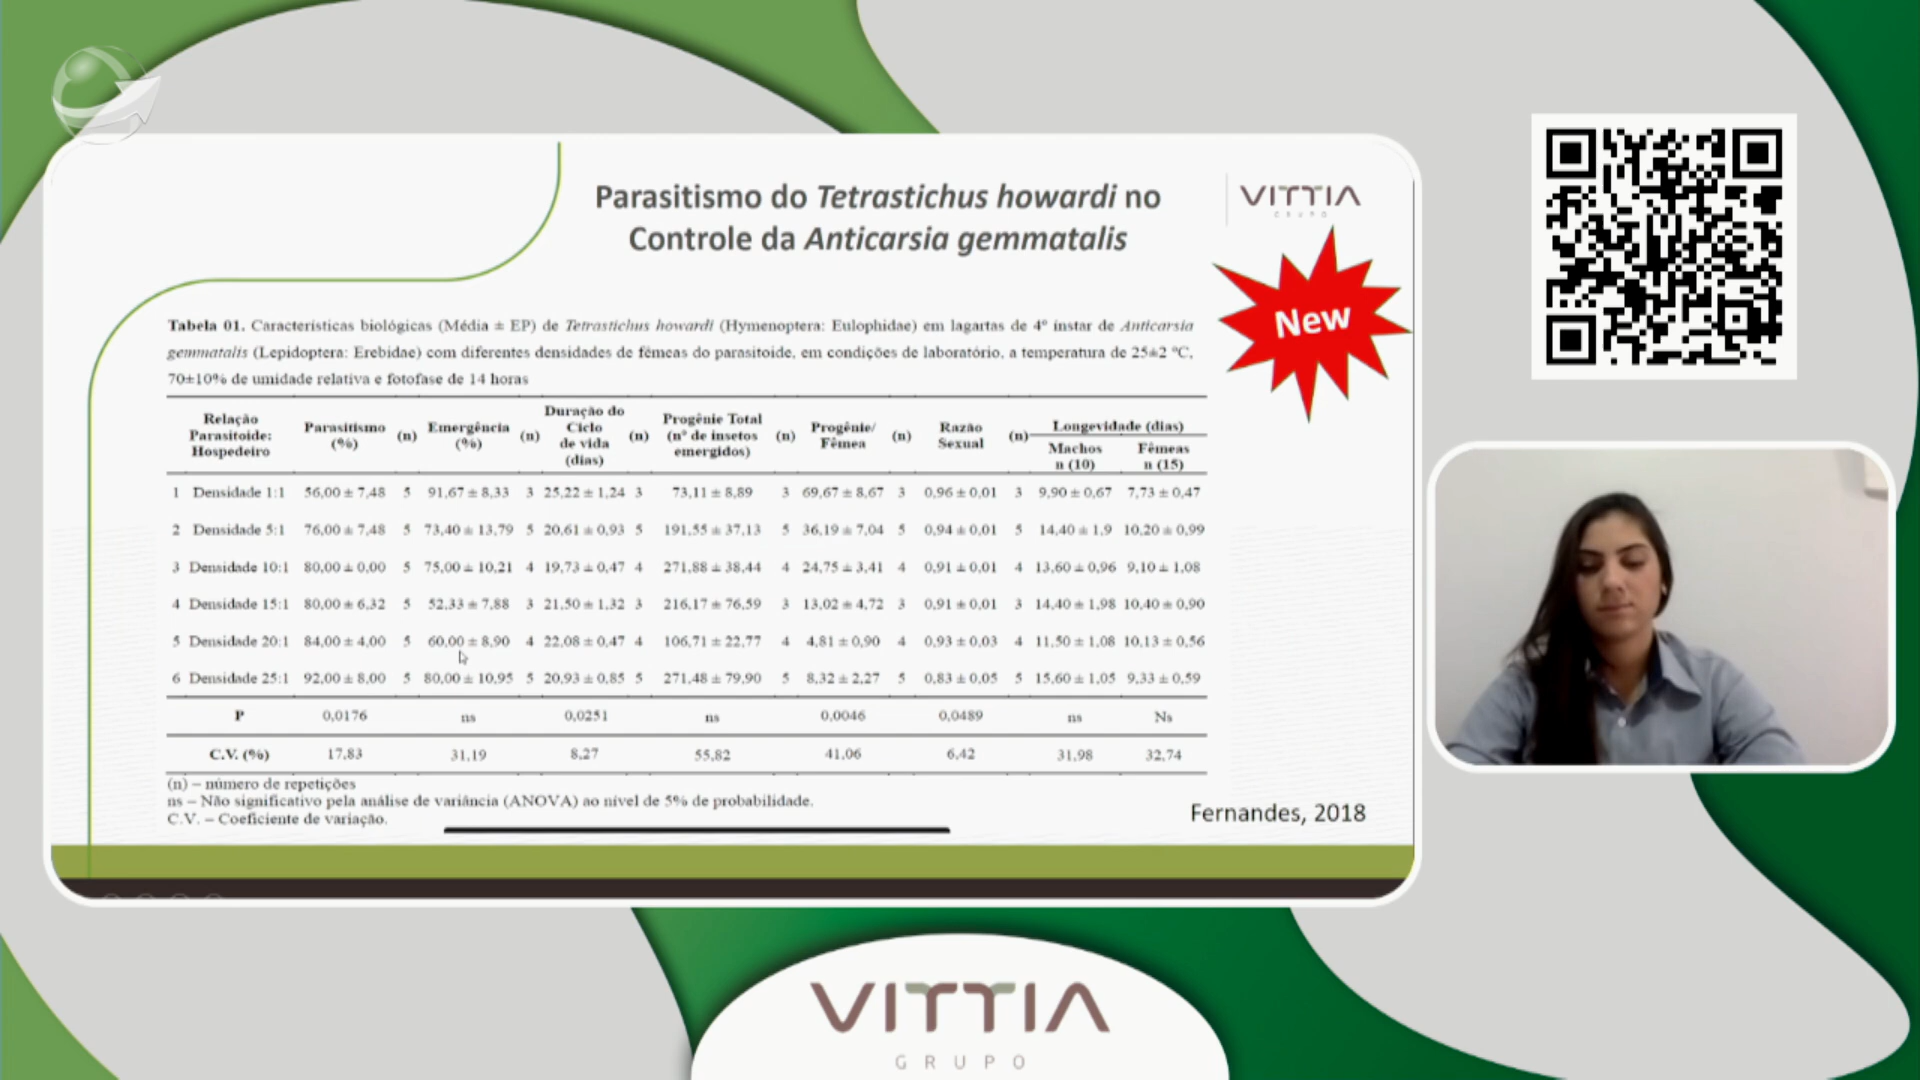 Parasitismo do Tetrastichus howardi no
Controle da Anticarsia gemmatalis
VITTIA
GRUPO
New
Tabela 01. Características biológicas (Média ± EP) de Tetrastichus howardi (Hymenoptera: Eulophidae) em lagartas de 4º instar de Anticarsia
gemmatalis (Lepidoptera: Erebidae) com diferentes densidades de fêmeas do parasitoide, em condições de laboratório, a temperatura de 25±2 ºC,
70±10% de umidade relativa e fotofase de 14 horas
Relação Parasitoide: Hospedeiro Parasitismo (%) (n) Emergência (%) (n) Duração do Ciclo de vida (dias) (n) Progênie Total (nº de insetos emergidos) (n) Progênie/ Fêmea (n) Razão Sexual (n) Longevidade (dias) Machos n (10) Fêmeas n (15)
1 Densidade 1:1 56,00 ± 7,48 5 91,67 ± 8,33 3 25,22 ± 1,24 3 73,11 ± 8,89 3 69,67 ± 8,67 3 0,96 ± 0,01 3 9,90 ± 0,67 7,73 ± 0,47
2 Densidade 5:1 76,00 ± 7,48 5 73,40 ± 13,79 5 20,61 ± 0,93 5 191,55 ± 37,13 5 36,19 ± 7,04 5 0,94 ± 0,01 5 14,40 ± 1,9 10,20 ± 0,99
3 Densidade 10:1 80,00 ± 0,00 5 75,00 ± 10,21 4 19,73 ± 0,47 4 271,88 ± 38,44 4 24,75 ± 3,41 4 0,91 ± 0,01 4 13,60 ± 0,96 9,10 ± 1,08
4 Densidade 15:1 80,00 ± 6,32 5 52,33 ± 7,88 3 21,50 ± 1,32 3 216,17 ± 76,59 3 13,02 ± 4,72 3 0,91 ± 0,01 3 14,40 ± 1,98 10,40 ± 0,90
5 Densidade 20:1 84,00 ± 4,00 5 60,00 ± 8,90 4 22,08 ± 0,47 4 106,71 ± 22,77 4 4,81 ± 0,90 4 0,93 ± 0,03 4 11,50 ± 1,08 10,13 ± 0,56
6 Densidade 25:1 92,00 ± 8,00 5 80,00 ± 10,95 5 20,93 ± 0,85 5 271,48 ± 79,90 5 8,32 ± 2,27 5 0,83 ± 0,05 5 15,60 ± 1,05 9,33 ± 0,59
P 0,0176 ns 0,0251 ns 0,0046 0,0489 ns Ns
C.V. (%) 17,83 31,19 8,27 55,82 41,06 6,42 31,98 32,74
(n) – número de repetições
ns – Não significativo pela análise de variância (ANOVA) ao nível de 5% de probabilidade.
C.V. – Coeficiente de variação.
Fernandes, 2018
VITTIA
GRUPO